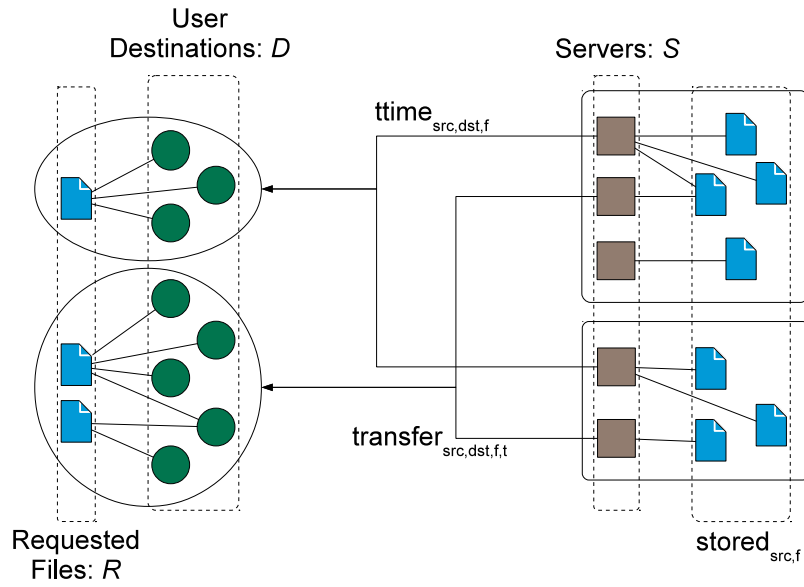 User
Destinations: D
Servers: S
ttime src,dst,f
transfer src,dst,f,t
Requested
Files: R
stored src,f